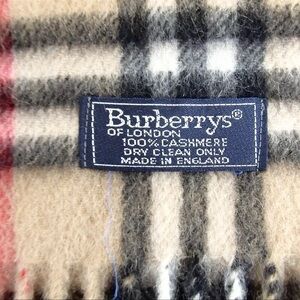 Burberrys®
OF LONDON
100% CASHMERE
DRY CLEAN ONLY
MADE IN ENGLAND